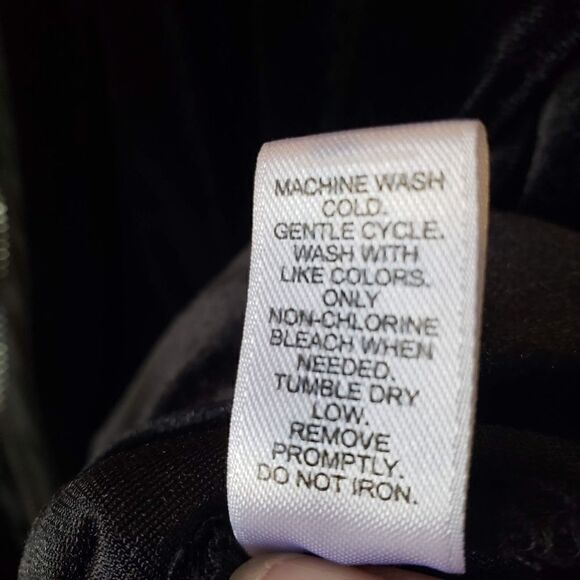 MACHINE WASH
COLD.
GENTLE CYCLE.
WASH WITH
LIKE COLORS.
ONLY
NON-CHLORINE
BLEACH WHEN
NEEDED.
TUMBLE DRY
LOW.
REMOVE
PROMPTLY.
DO NOT IRON.